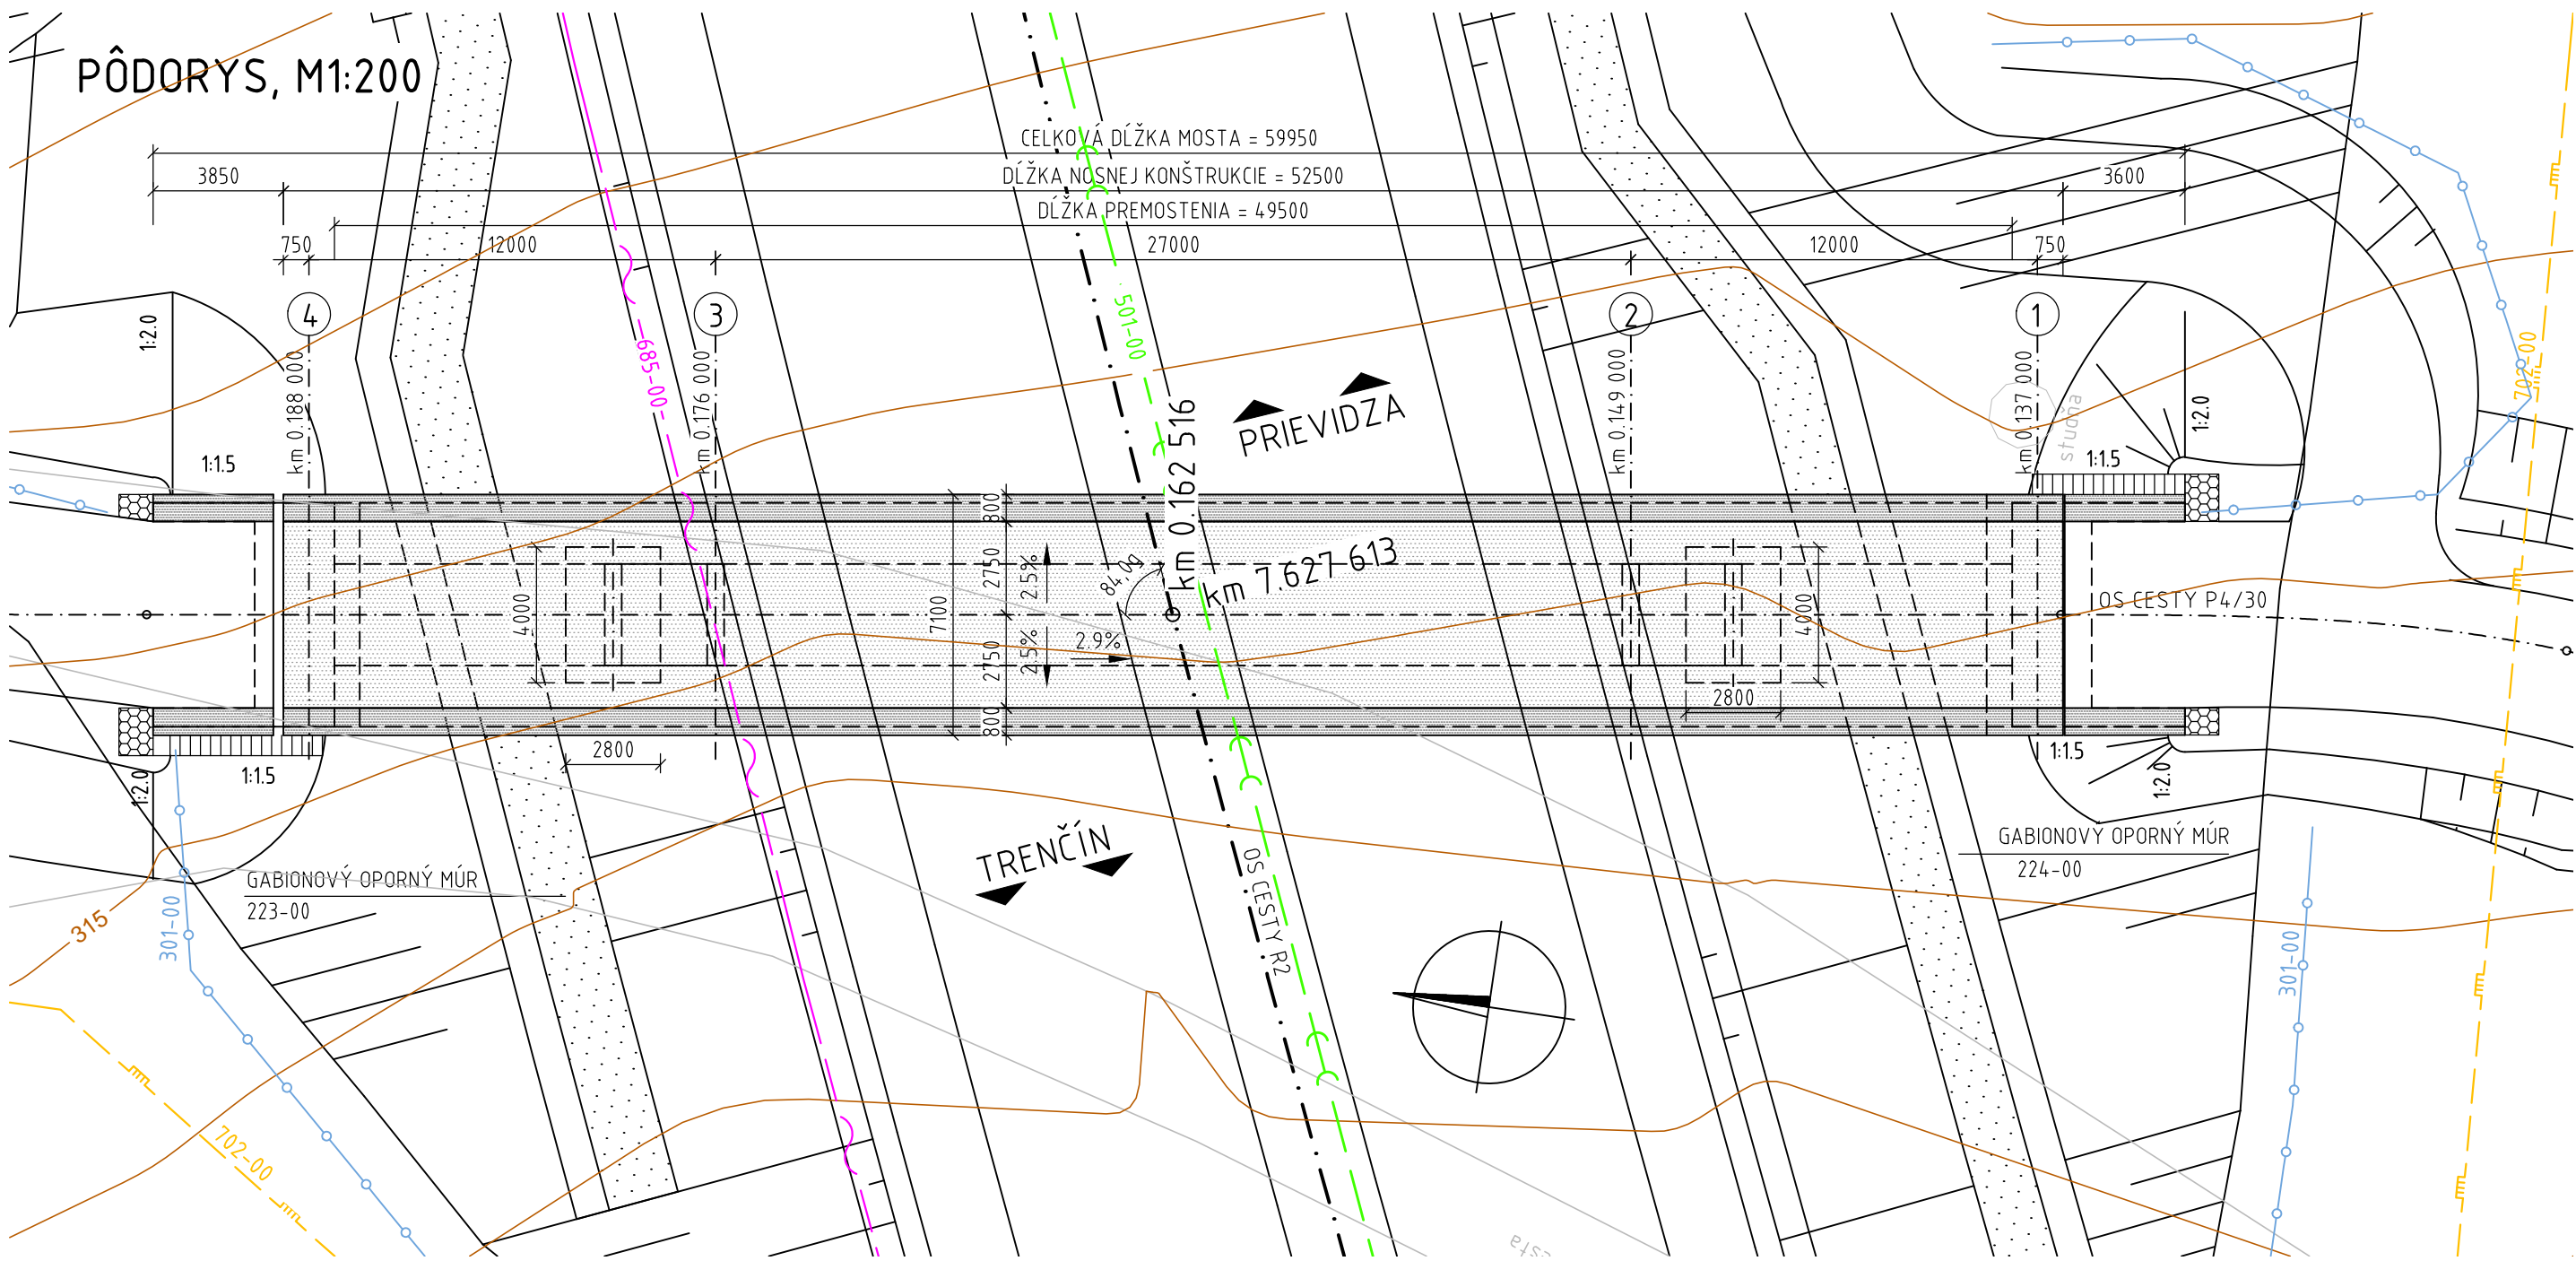 PÔDORYS, M1:200
CELKOVÁ DĹŽKA MOSTA = 59950
3850
DĹŽKA NOSNEJ KONŠTRUKCIE = 52500
3600
DĹŽKA PREMOSTENIA = 49500
750
12000
27000
12000
750
4
3
2
1
km 0.188 000
km 0.176 000
km 0.149 000
km 0.137 000
1:2.0
685-00
501-00
PRIEVIDZA
702-00
studňa
1:2.0
1:1.5
1:1.5
km 0.162 516
km 7.627 613
84,0g
800
2750
2750
800
7100
2.5%
2.5%
2.9%
4000
4000
OS CESTY P4/30
2800
2800
1:1.5
1:2.0
1:1.5
1:2.0
TRENČÍN
OS CESTY R2
GABIONOVÝ OPORNÝ MÚR
223-00
GABIONOVÝ OPORNÝ MÚR
224-00
315
301-00
301-00
702-00